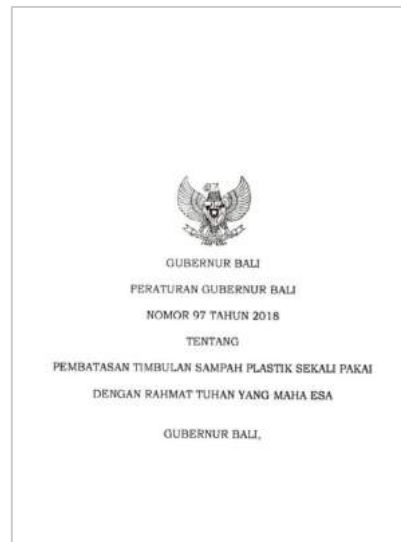 GUBERNUR BALI
PERATURAN GUBERNUR BALI
NOMOR 97 TAHUN 2018
TENTANG
PEMBATASAN TIMBULAN SAMPAH PLASTIK SEKALI PAKAI
DENGAN RAHMAT TUHAN YANG MAHA ESA
GUBERNUR BALI,